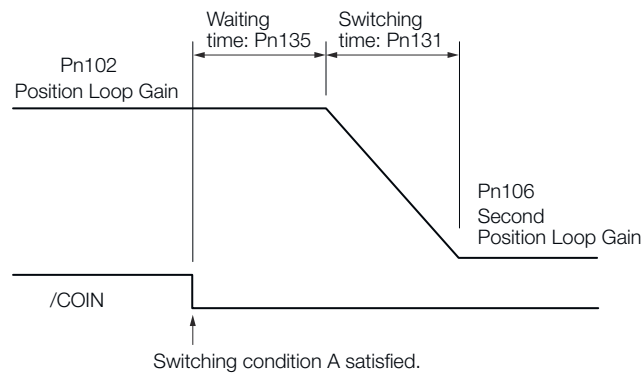 Waiting
time: Pn135
Switching
time: Pn131
Pn102
Position Loop Gain
Pn106
Second
Position Loop Gain
/COIN
Switching condition A satisfied.